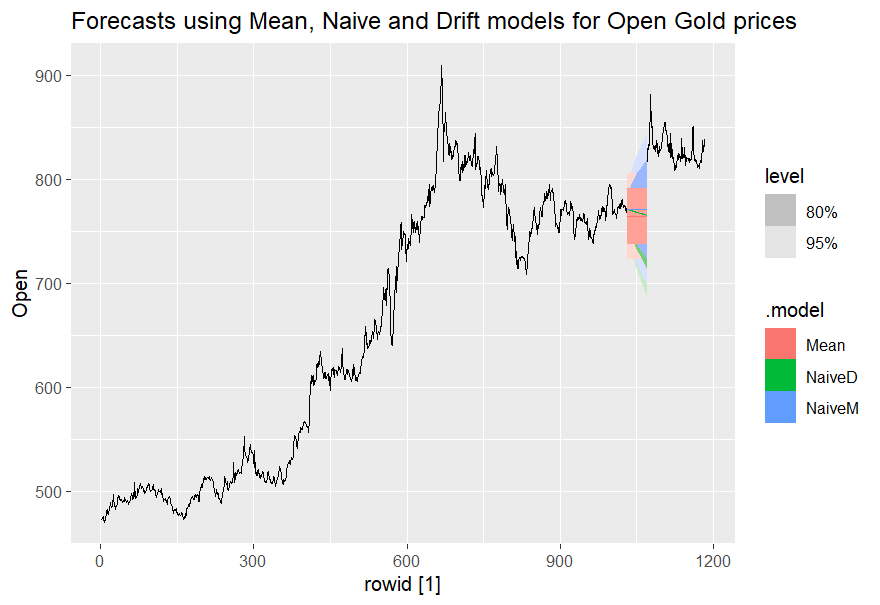 Forecasts using Mean, Naive and Drift models for Open Gold prices
900
800
700
600
500
Open
0
300
600
900
1200
rowid [1]
level
80%
95%
.model
Mean
NaiveD
NaiveM